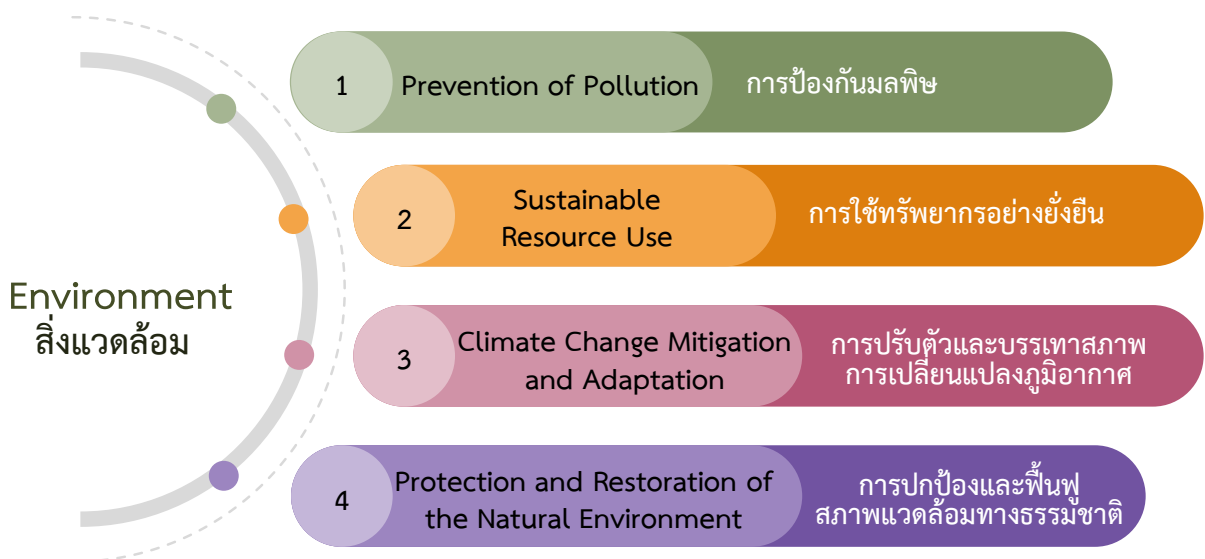 Environment
สิ่งแวดล้อม
1
Prevention of Pollution
การป้องกันมลพิษ
2
Sustainable
Resource Use
การใช้ทรัพยากรอย่างยั่งยืน
3
Climate Change Mitigation
and Adaptation
การปรับตัวและบรรเทาสภาพ
การเปลี่ยนแปลงภูมิอากาศ
4
Protection and Restoration of
the Natural Environment
การปกป้องและฟื้นฟู
สภาพแวดล้อมทางธรรมชาติ